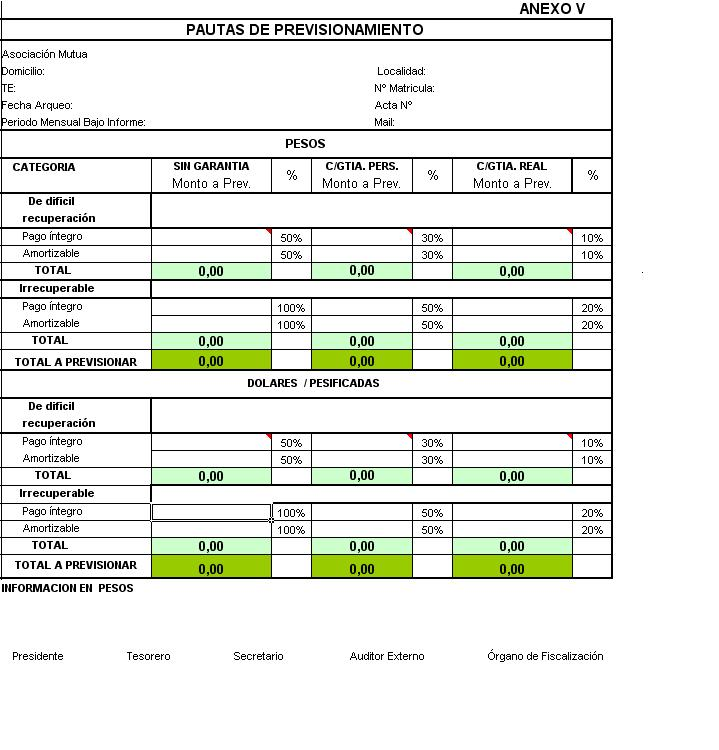 ANEXO V
PAUTAS DE PREVISIONAMIENTO
Asociación Mutua
Domicilio: Localidad:
TE: Nº Matricula:
Fecha Arqueo: Acta Nº
Periodo Mensual Bajo Informe: Mail:
PESOS
CATEGORIA SIN GARANTIA % C/GTIA. PERS. % C/GTIA. REAL %
Monto a Prev. Monto a Prev. Monto a Prev.
De dificil
recuperación
Pago íntegro 50% 30% 10%
Amortizable 50% 30% 10%
TOTAL 0,00 0,00 0,00
Irrecuperable
Pago íntegro 100% 50% 20%
Amortizable 100% 50% 20%
TOTAL 0,00 0,00 0,00
TOTAL A PREVISIONAR 0,00 0,00 0,00
DOLARES / PESIFICADAS
De dificil
recuperación
Pago íntegro 50% 30% 10%
Amortizable 50% 30% 10%
TOTAL 0,00 0,00 0,00
Irrecuperable
Pago íntegro 100% 50% 20%
Amortizable 100% 50% 20%
TOTAL 0,00 0,00 0,00
TOTAL A PREVISIONAR 0,00 0,00 0,00
INFORMACION EN PESOS
Presidente Tesorero Secretario Auditor Externo Órgano de Fiscalización